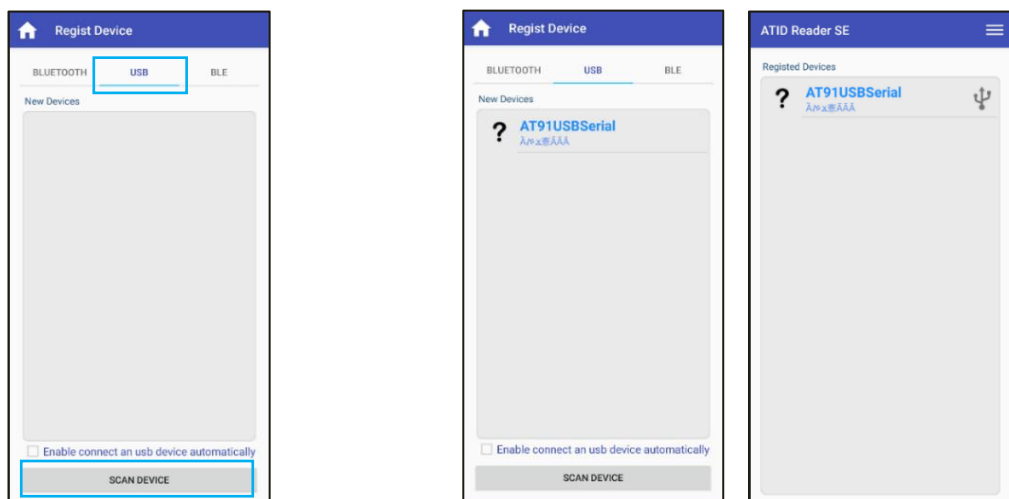 Regist Device
BLUETOOTH USB BLE
New Devices
Enable connect an usb device automatically
SCAN DEVICE
Regist Device
BLUETOOTH USB BLE
New Devices
? AT91USBSerial
Enable connect an usb device automatically
SCAN DEVICE
ATID Reader SE
Registed Devices
? AT91USBSerial